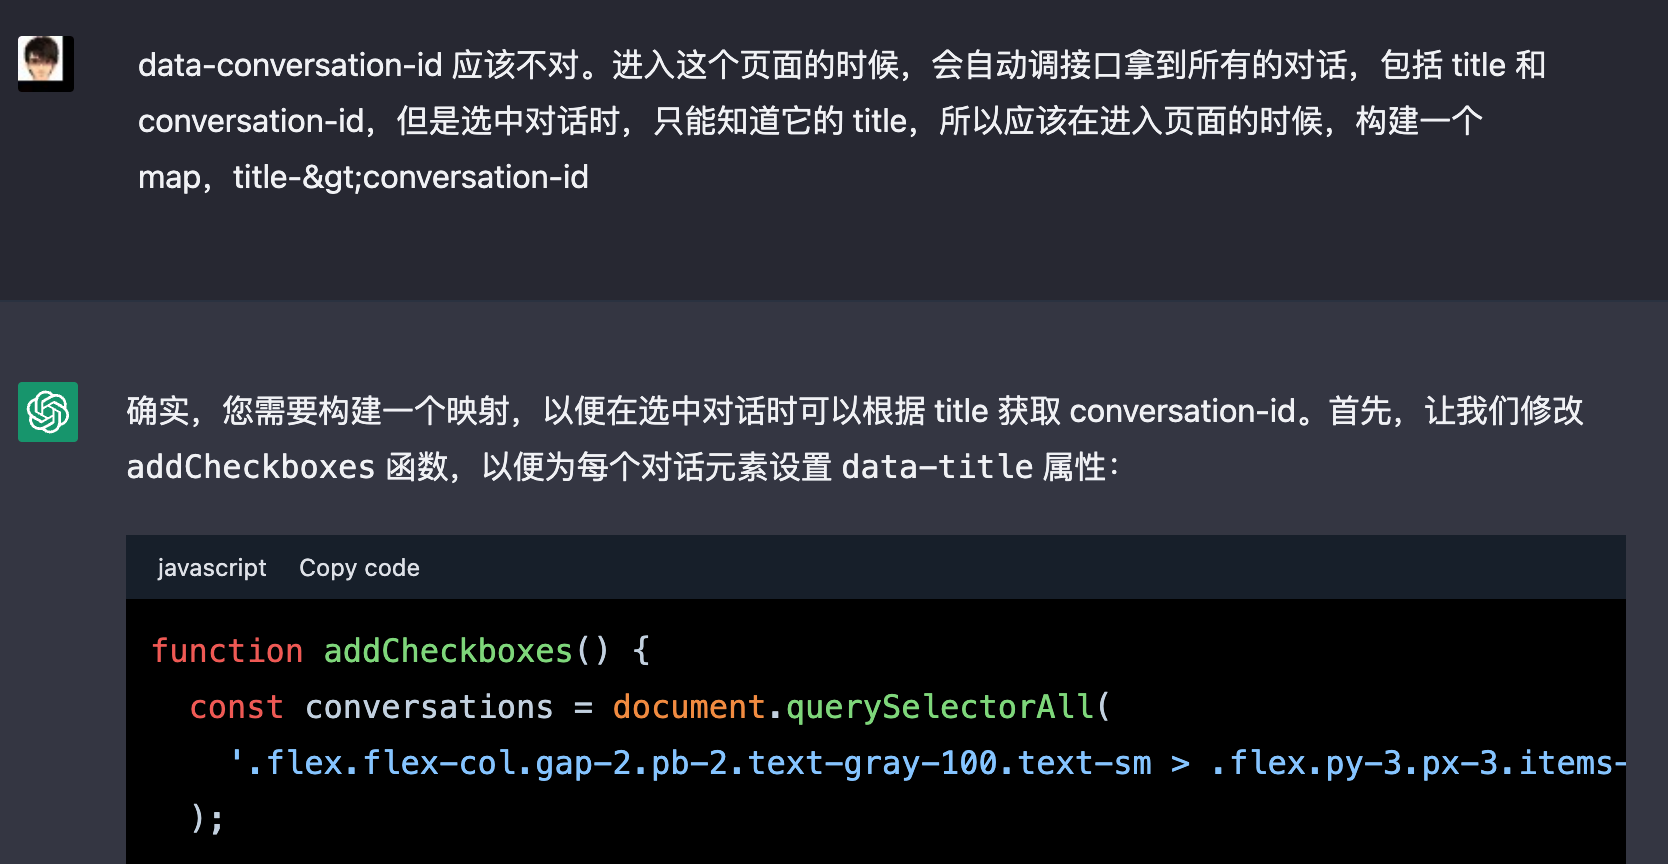 data-conversation-id 应该不对。进入这个页面的时候，会自动调接口拿到所有的对话，包括 title 和
conversation-id，但是选中对话时，只能知道它的 title，所以应该在进入页面的时候，构建一个
map，title-&gt;conversation-id
确实，您需要构建一个映射，以便在选中对话时可以根据 title 获取 conversation-id。首先，让我们修改
addCheckboxes 函数，以便为每个对话元素设置 data-title 属性：
javascript Copy code
function addCheckboxes() {
const conversations = document.querySelectorAll(
'.flex.flex-col.gap-2.pb-2.text-gray-100.text-sm > .flex.py-3.px-3.items-
);